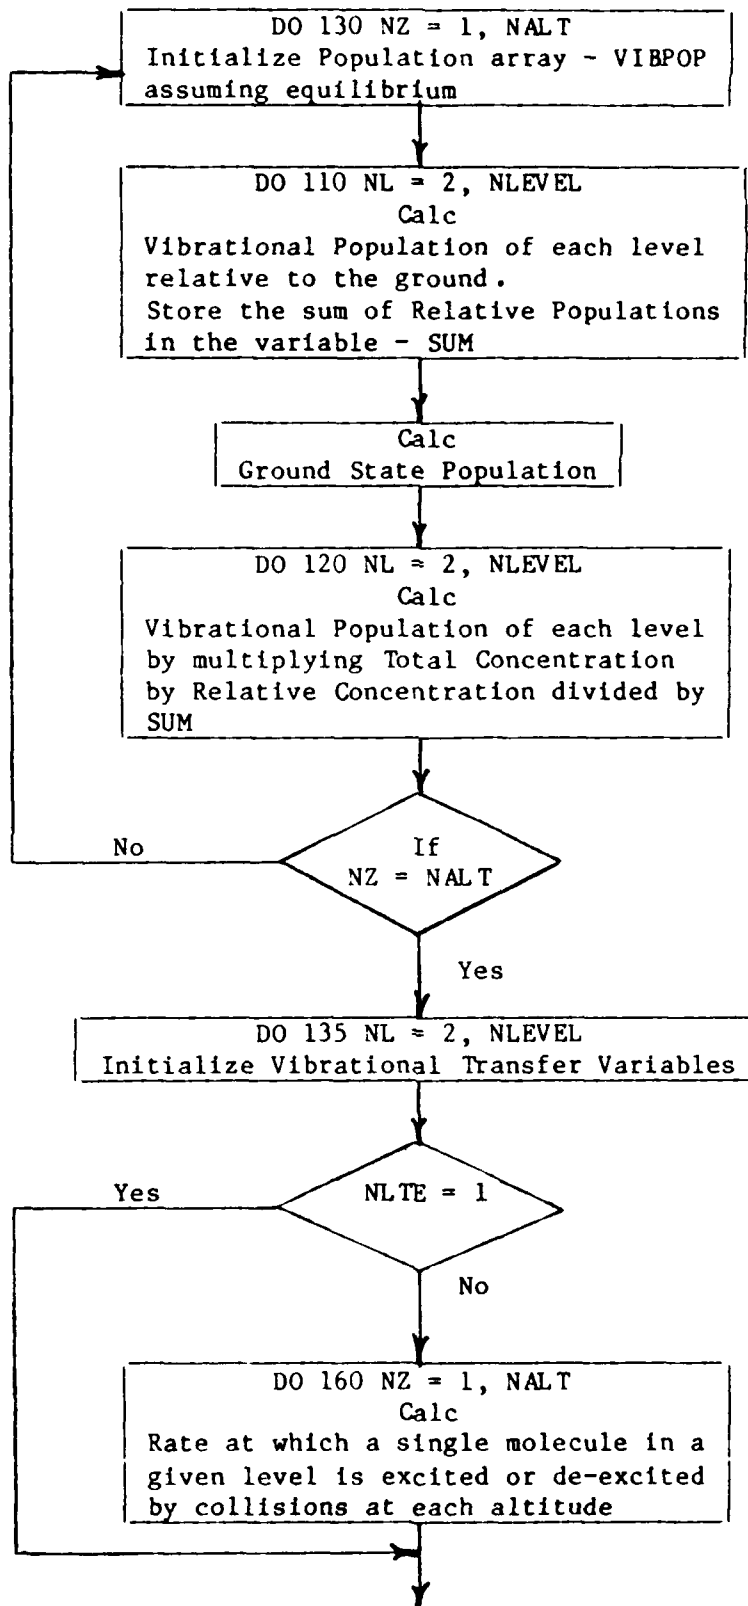 DO 130 NZ = 1, NALT
Initialize Population array - VIBPOP
assuming equilibrium
DO 110 NL = 2, NLEVEL
Calc
Vibrational Population of each level
relative to the ground.
Store the sum of Relative Populations
in the variable - SUM
Calc
Ground State Population
DO 120 NL = 2, NLEVEL
Calc
Vibrational Population of each level
by multiplying Total Concentration
by Relative Concentration divided by
SUM
No
If
NZ = NALT
Yes
DO 135 NL = 2, NLEVEL
Initialize Vibrational Transfer Variables
Yes
NLTE = 1
No
DO 160 NZ = 1, NALT
Calc
Rate at which a single molecule in a
given level is excited or de-excited
by collisions at each altitude